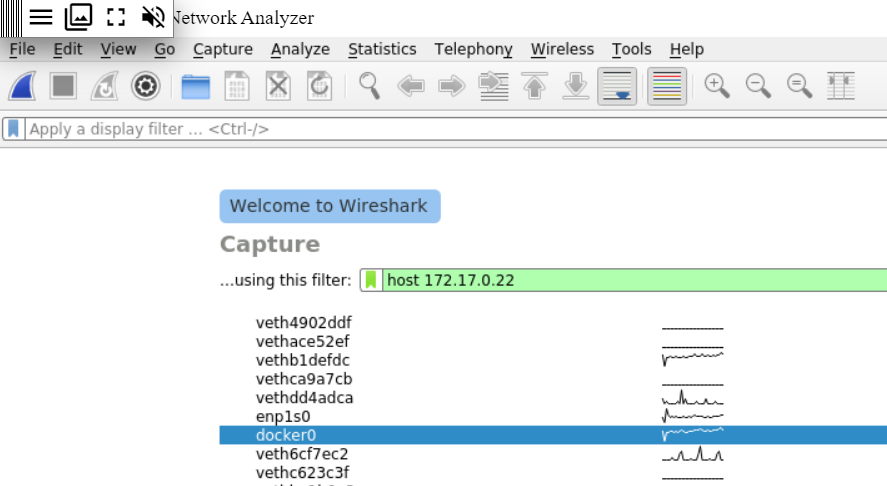 Network Analyzer
File Edit View Go Capture Analyze Statistics Telephony Wireless Tools Help
Apply a display filter ... <Ctrl-/>
Welcome to Wireshark
Capture
...using this filter: host 172.17.0.22
veth4902ddf
vethace52ef
vethb1defdc
vethca9a7cb
vethdd4adca
enp1s0
docker0
veth6cf7ec2
vethc623c3f